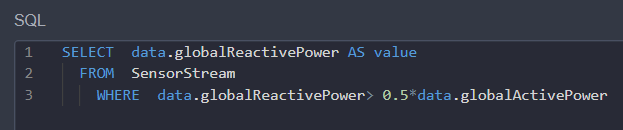 SQL
1 SELECT data.globalReactivePower AS value
2 FROM SensorStream
3 WHERE data.globalReactivePower> 0.5*data.globalActivePower